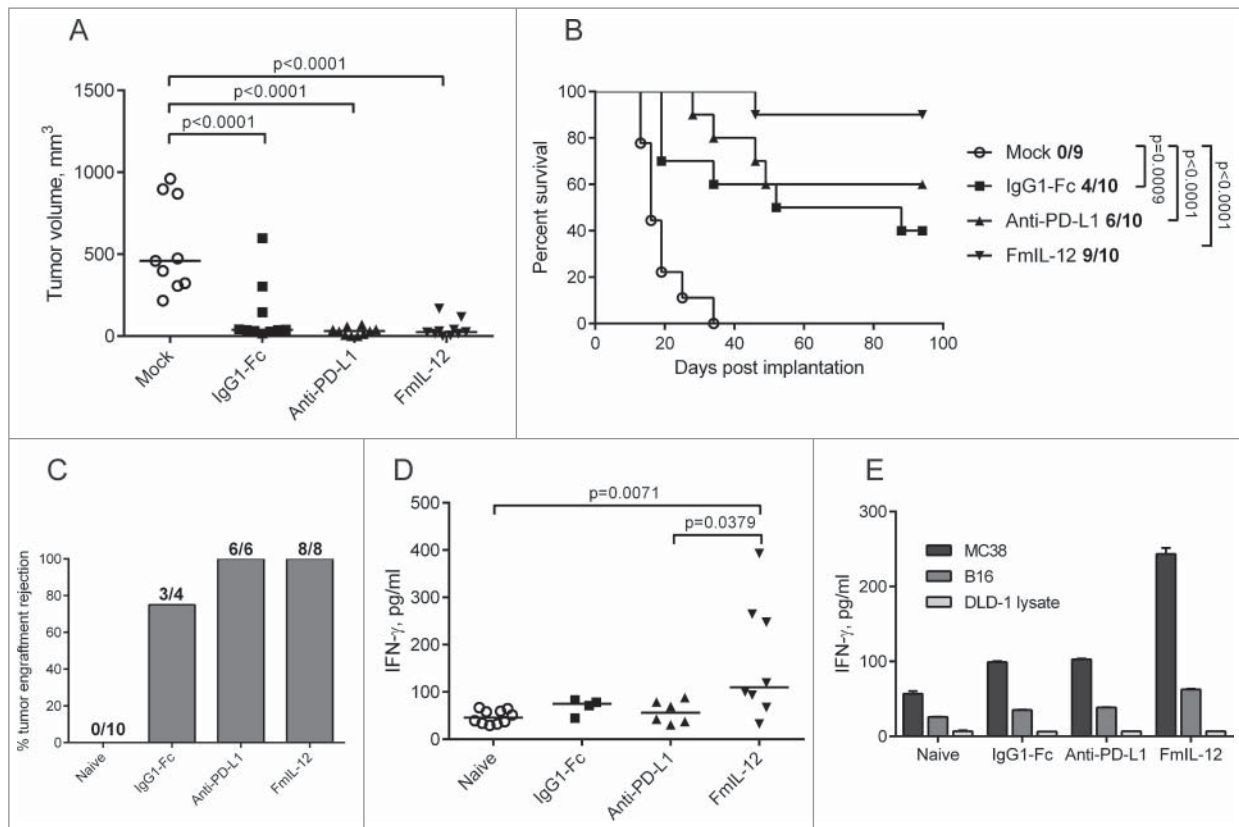 A
p<0.0001
p<0.0001
p<0.0001
Tumor volume, mm³
1500
1000
500
0
Mock
IgG1-Fc
Anti-PD-L1
FmIL-12
B
Percent survival
100
80
60
40
20
0
0
20
40
60
80
100
Days post implantation
Mock 0/9
IgG1-Fc 4/10
Anti-PD-L1 6/10
FmIL-12 9/10
p=0.0009
p<0.0001
p<0.0001
C
% tumor engraftment rejection
100
80
60
40
20
0
0/10
3/4
6/6
8/8
Naive
IgG1-Fc
Anti-PD-L1
FmIL-12
D
p=0.0071
p=0.0379
IFN-γ, pg/ml
500
400
300
200
100
0
Naive
IgG1-Fc
Anti-PD-L1
FmIL-12
E
IFN-γ, pg/ml
300
200
100
0
MC38
B16
DLD-1 lysate
Naive
IgG1-Fc
Anti-PD-L1
FmIL-12